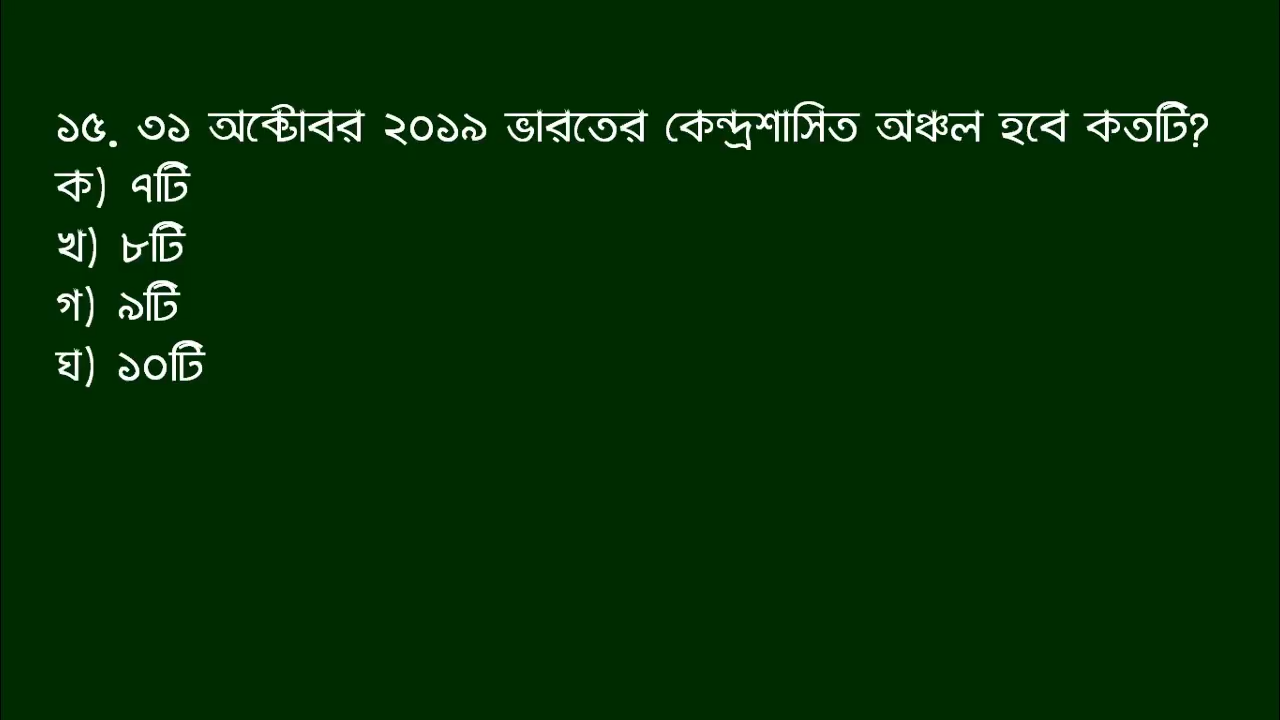 ১৫. ৩১ অক্টোবর ২০১৯ ভারতের কেন্দ্রশাসিত অঞ্চল হবে কতটি?
ক) ৭টি
খ) ৮টি
গ) ৯টি
ঘ) ১০টি